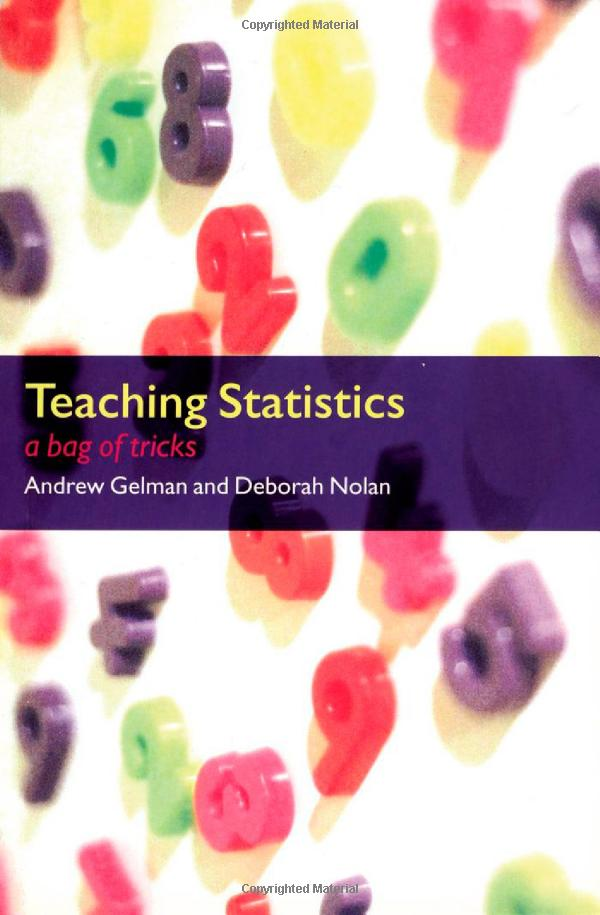 Copyrighted Material
Teaching Statistics
a bag of tricks
Andrew Gelman and Deborah Nolan
Copyrighted Material